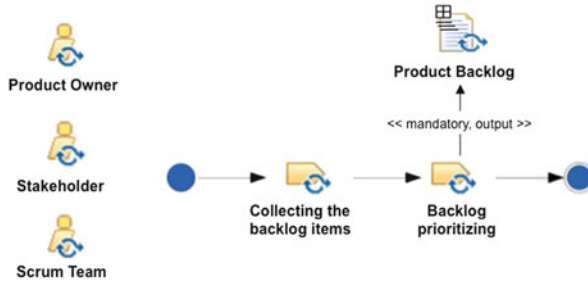 Product Owner
Product Backlog
<< mandatory, output >>
Stakeholder
Collecting the
backlog items
Backlog
prioritizing
Scrum Team